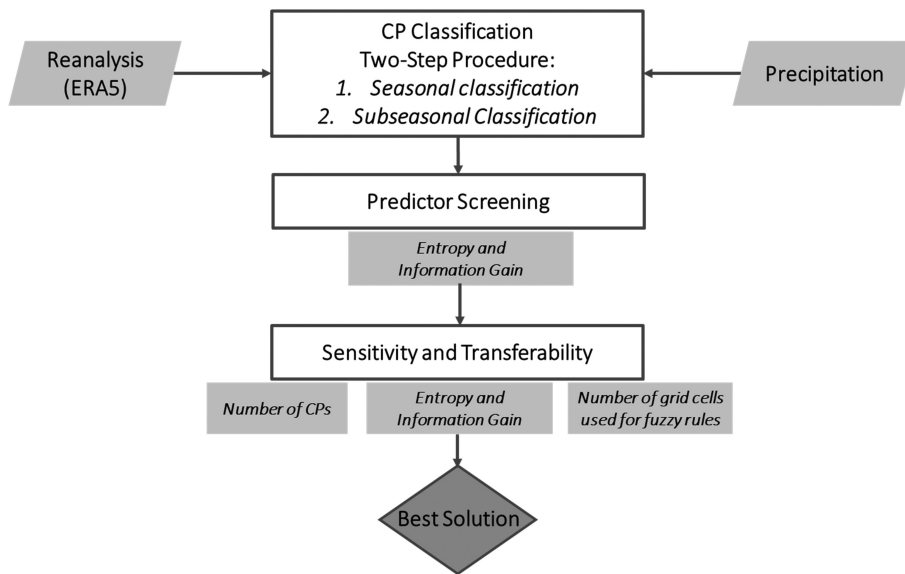 CP Classification
Two-Step Procedure:
1. Seasonal classification
2. Subseasonal Classification
Reanalysis
(ERA5)
Precipitation
Predictor Screening
Entropy and
Information Gain
Sensitivity and Transferability
Number of CPs
Entropy and
Information Gain
Number of grid cells
used for fuzzy rules
Best Solution